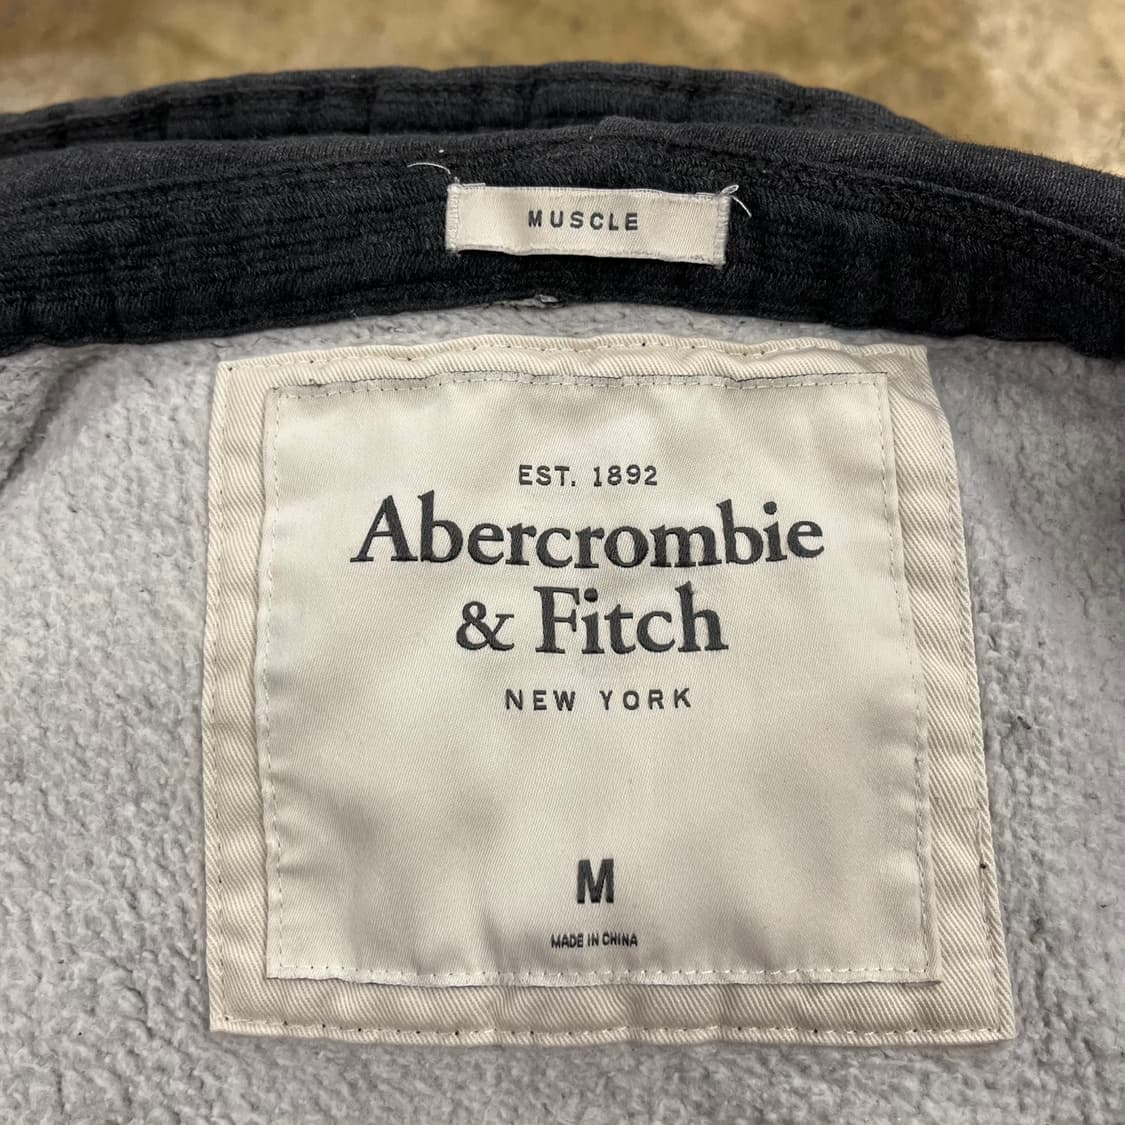 MUSCLE
EST. 1892
Abercrombie
& Fitch
NEW YORK
M
MADE IN CHINA